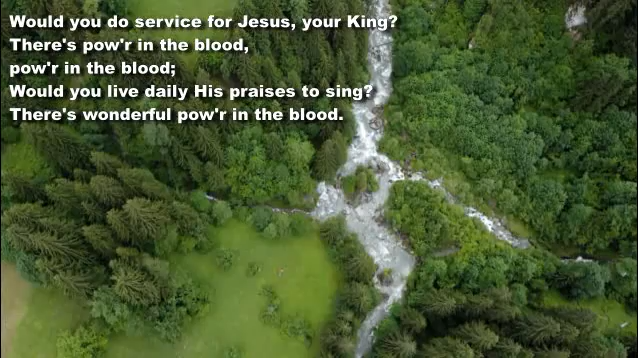 Would you do service for Jesus, your King?
There's pow'r in the blood,
pow'r in the blood;
Would you live daily His praises to sing?
There's wonderful pow'r in the blood.